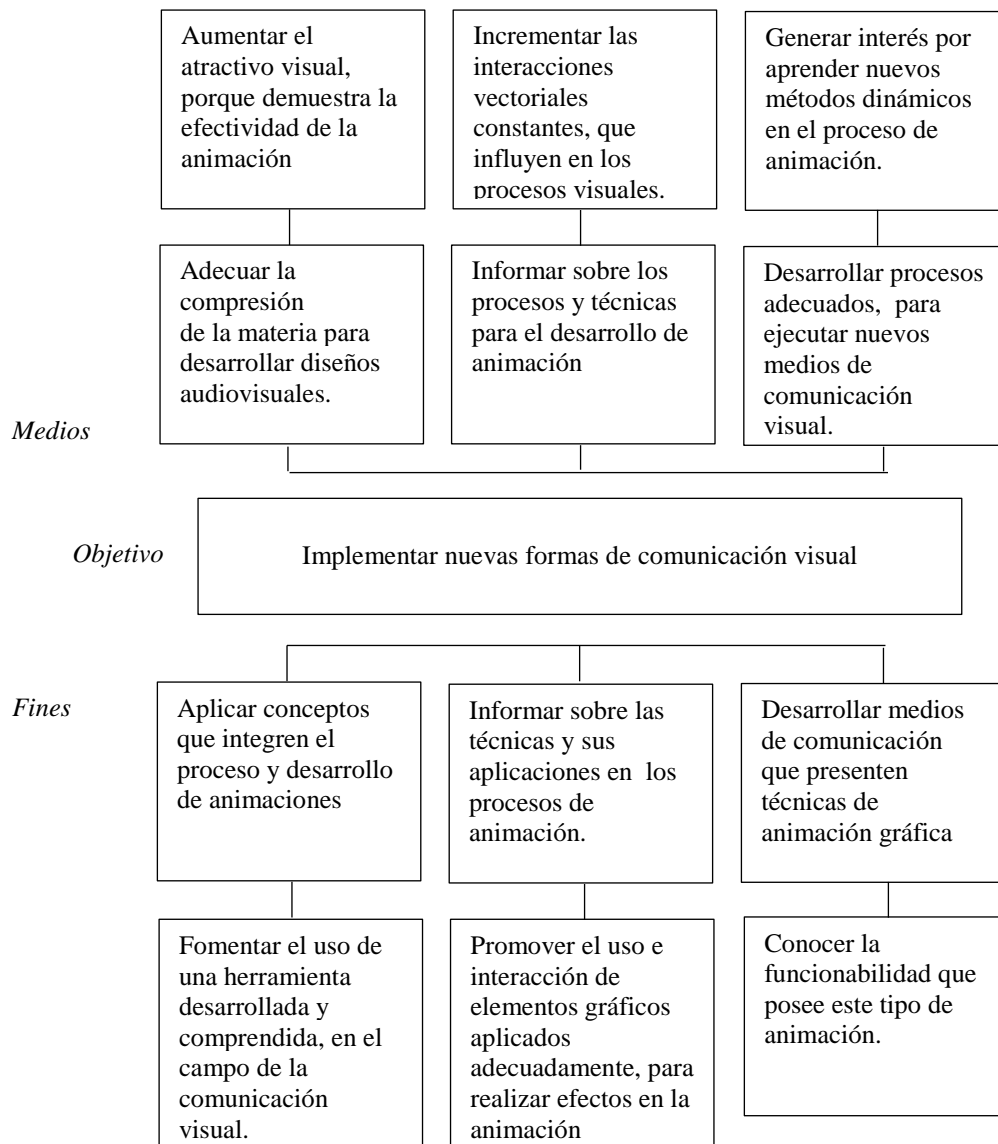 Aumentar el
atractivo visual,
porque demuestra la
efectividad de la
animación
Incrementar las
interacciones
vectoriales
constantes, que
influyen en los
procesos visuales.
Generar interés por
aprender nuevos
métodos dinámicos
en el proceso de
animación.
Adecuar la
compresión
de la materia para
desarrollar diseños
audiovisuales.
Informar sobre los
procesos y técnicas
para el desarrollo de
animación
Desarrollar procesos
adecuados, para
ejecutar nuevos
medios de
comunicación
visual.
Medios
Objetivo
Implementar nuevas formas de comunicación visual
Fines
Aplicar conceptos
que integren el
proceso y desarrollo
de animaciones
Informar sobre las
técnicas y sus
aplicaciones en los
procesos de
animación.
Desarrollar medios
de comunicación
que presenten
técnicas de
animación gráfica
Fomentar el uso de
una herramienta
desarrollada y
comprendida, en el
campo de la
comunicación
visual.
Promover el uso e
interacción de
elementos gráficos
aplicados
adecuadamente, para
realizar efectos en la
animación
Conocer la
funcionabilidad que
posee este tipo de
animación.